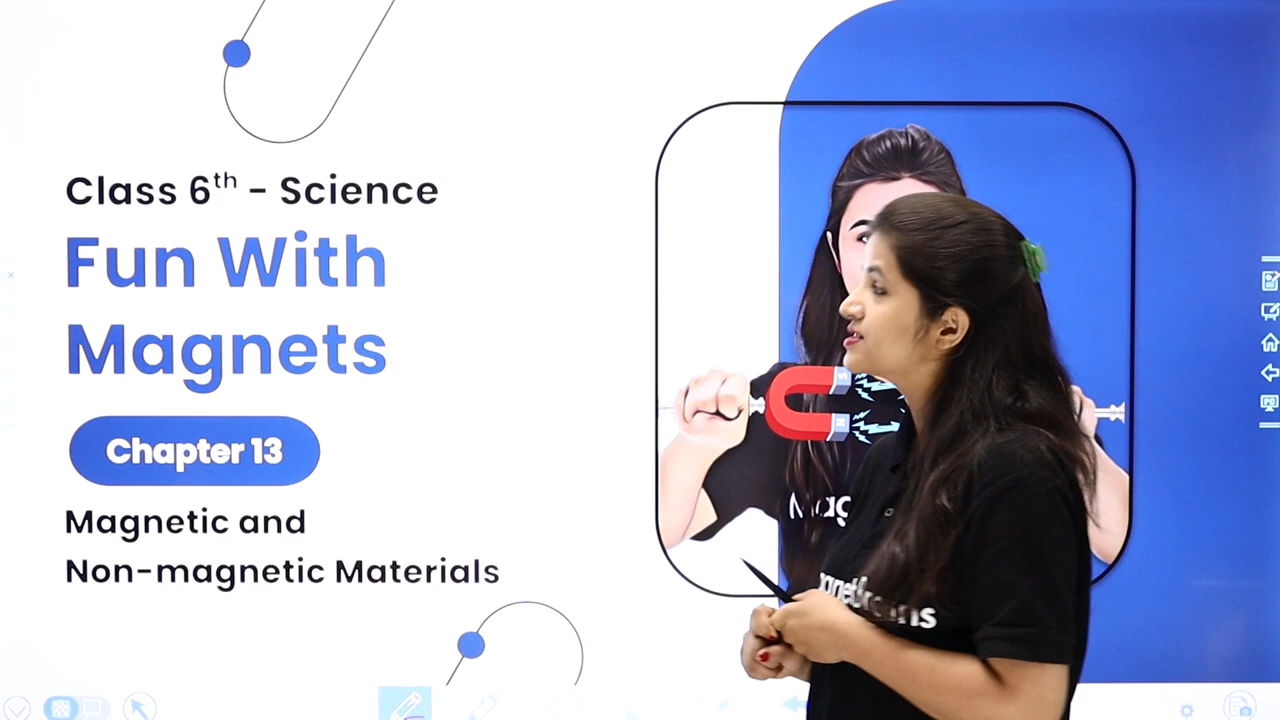 Class 6th - Science
Fun With
Magnets
Chapter 13
Magnetic and
Non-magnetic Materials
S
N